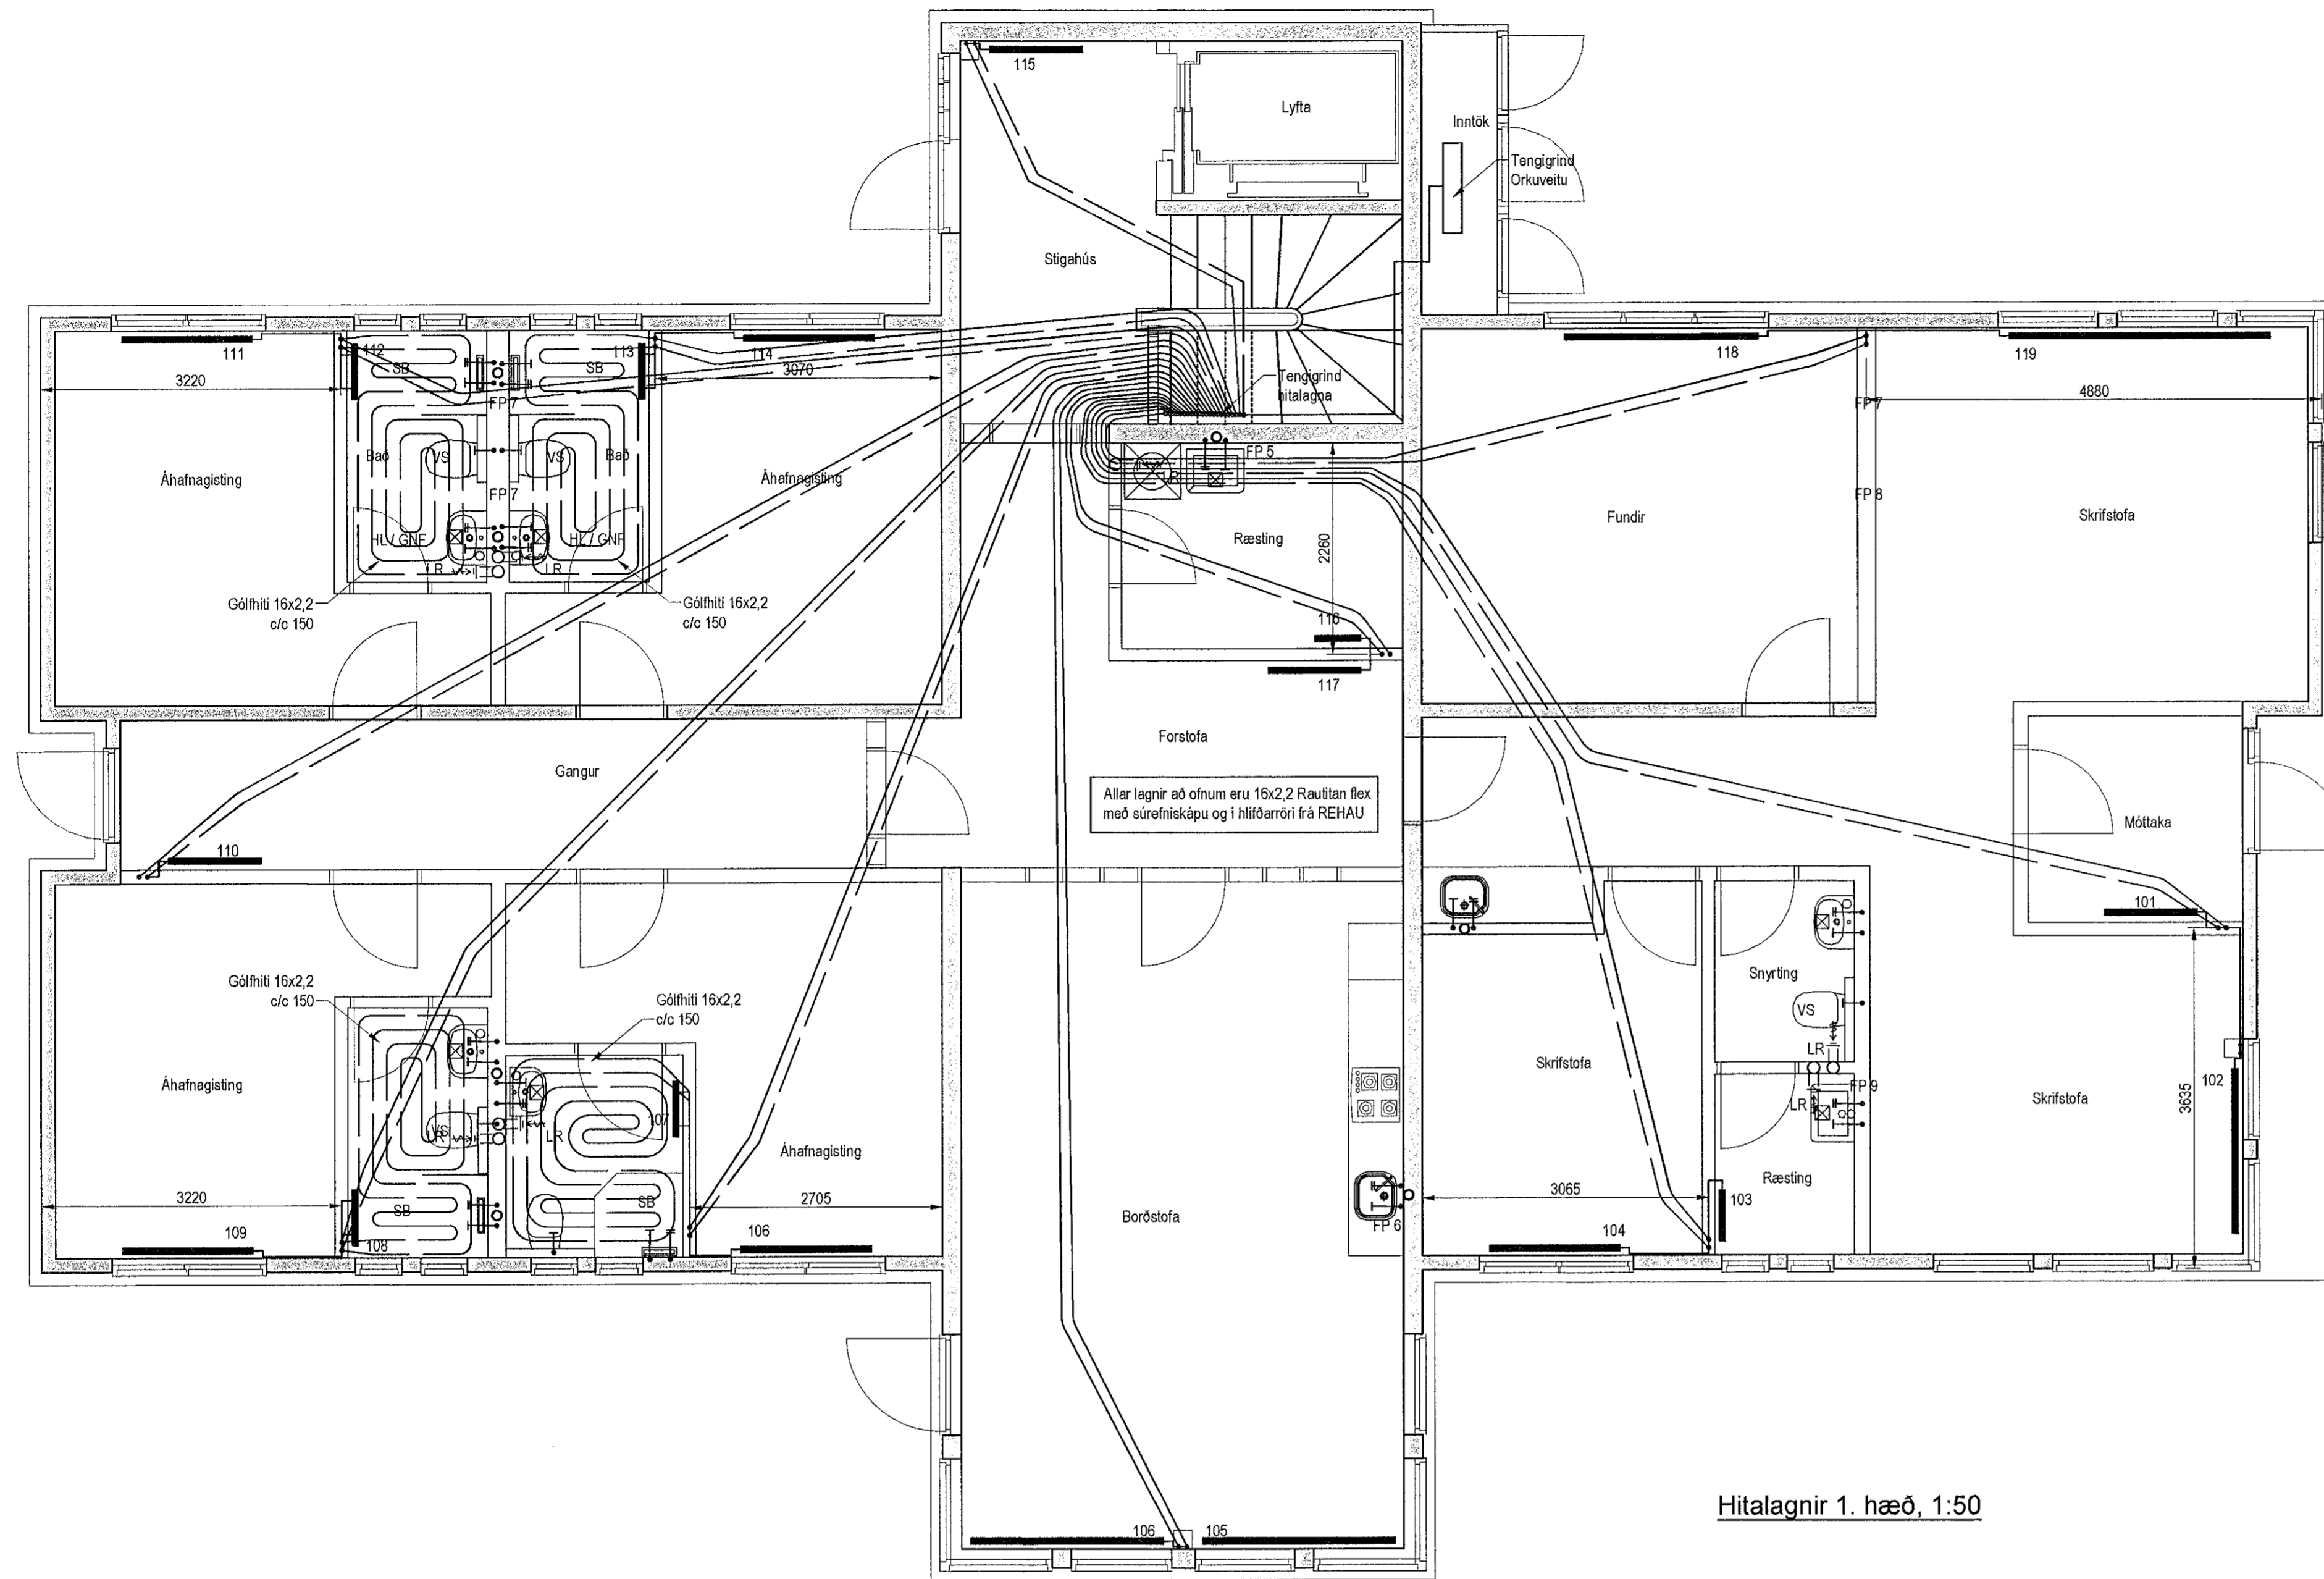 115
Lyfta
Inntök
Tengigrind
Orkuveitu
Stigahús
111
112
113
114
118
119
SB
SB
3220
3070
Tengigrind
hitalagna
4880
FP 7
FP 7
Bað
VS
VS
Bað
FP 5
Áhafnagisting
Áhafnagisting
LR
FP 7
FP 8
Fundir
Skrifstofa
HL / GNF
HL / GNF
Ræsting
2260
LR
LR
Gólfhiti 16x2,2
c/c 150
Gólfhiti 16x2,2
c/c 150
116
117
Forstofa
Gangur
Allar lagnir að ofnum eru 16x2,2 Rautitan flex
með súrefniskápu og í hlífðarröri frá REHAU
Móttaka
110
101
Gólfhiti 16x2,2
c/c 150
Gólfhiti 16x2,2
c/c 150
Snyrting
VS
LR
Skrifstofa
Áhafnagisting
107
VS
LR
LR
FP 9
LR
102
3635
Skrifstofa
Áhafnagisting
3220
SB
SB
2705
Borðstofa
FP 6
3065
Ræsting
103
109
108
106
104
106
105
Hitalagnir 1. hæð, 1:50